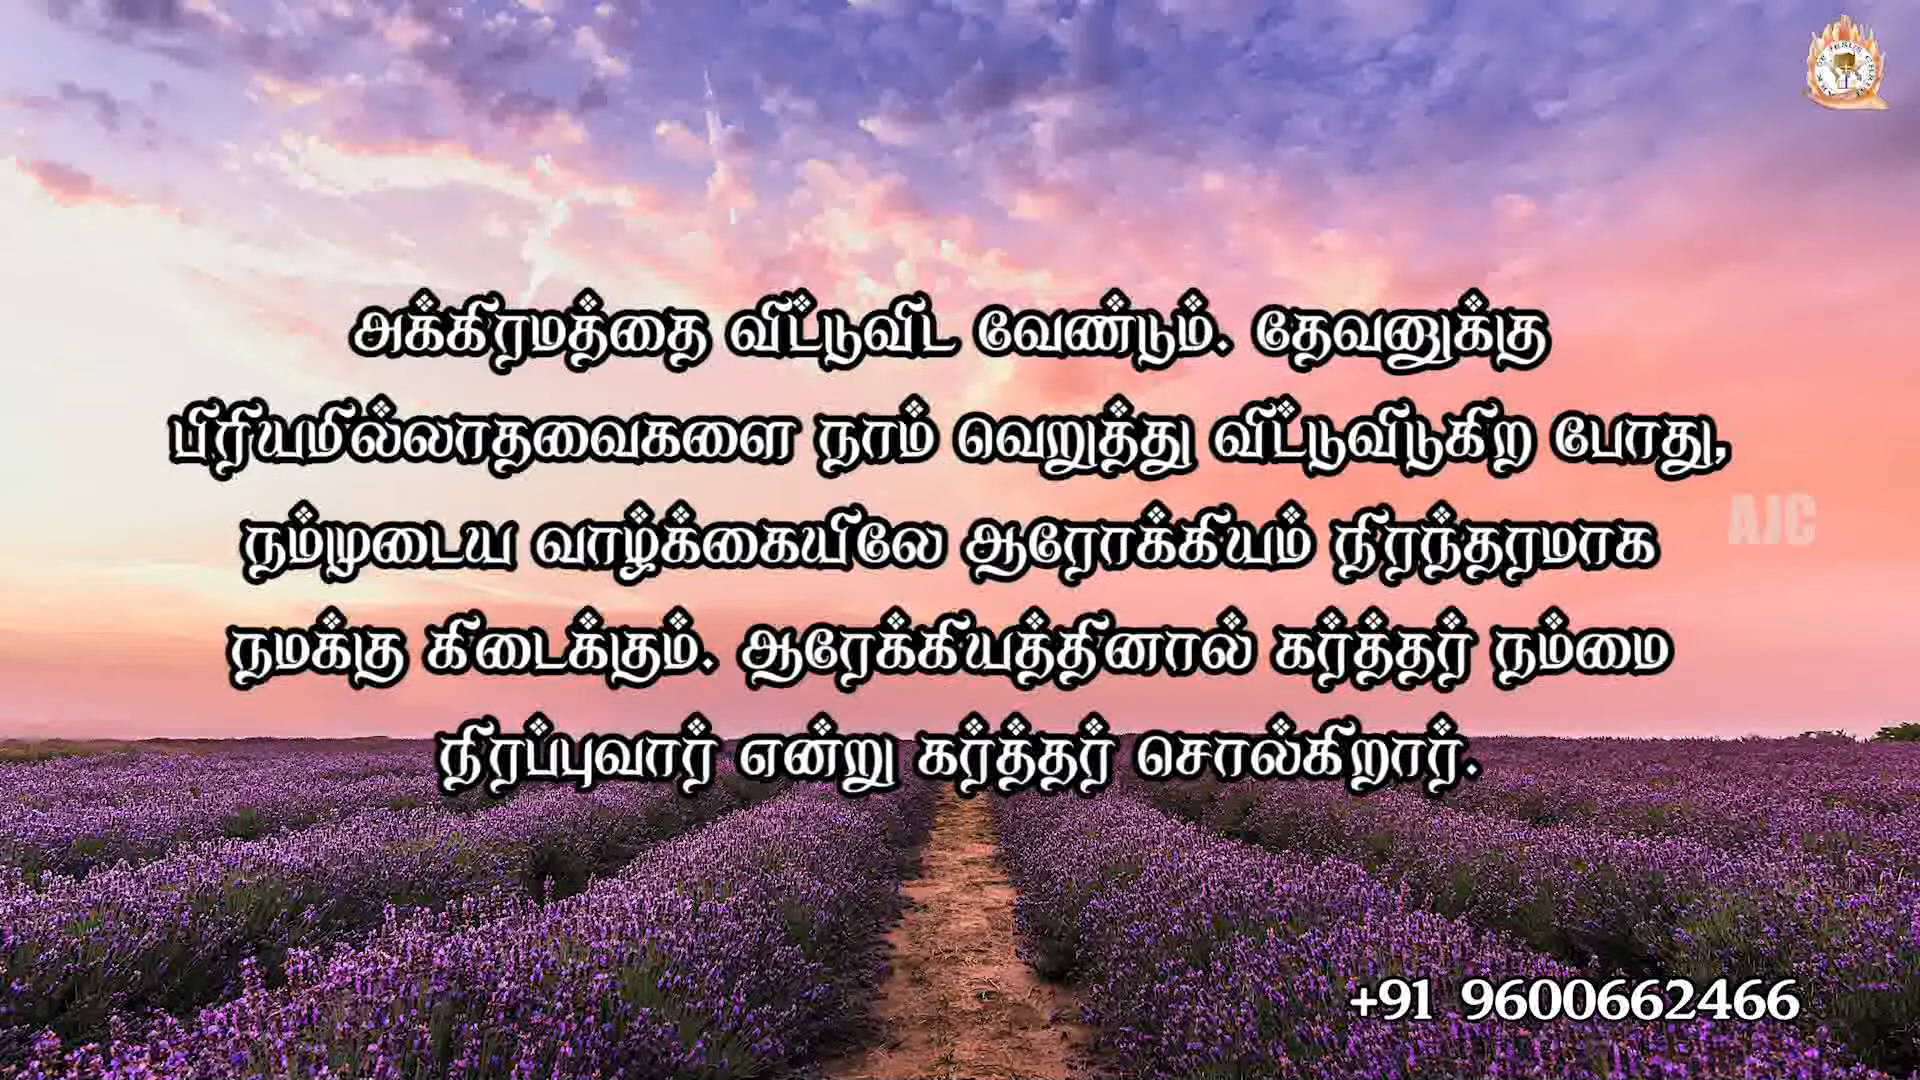 அக்கிரமத்தை விட்டுவிட வேண்டும். தேவனுக்கு
பிரியமில்லாதவைகளை நாம் வெறுத்து விட்டுவிடுகிற போது,
நம்முடைய வாழ்க்கையிலே ஆரோக்கியம் நிரந்தரமாக
நமக்கு கிடைக்கும். ஆரேக்கியத்தினால் கர்த்தர் நம்மை
நிரப்புவார் என்று கர்த்தர் சொல்கிறார்.
AJC
+91 9600662466